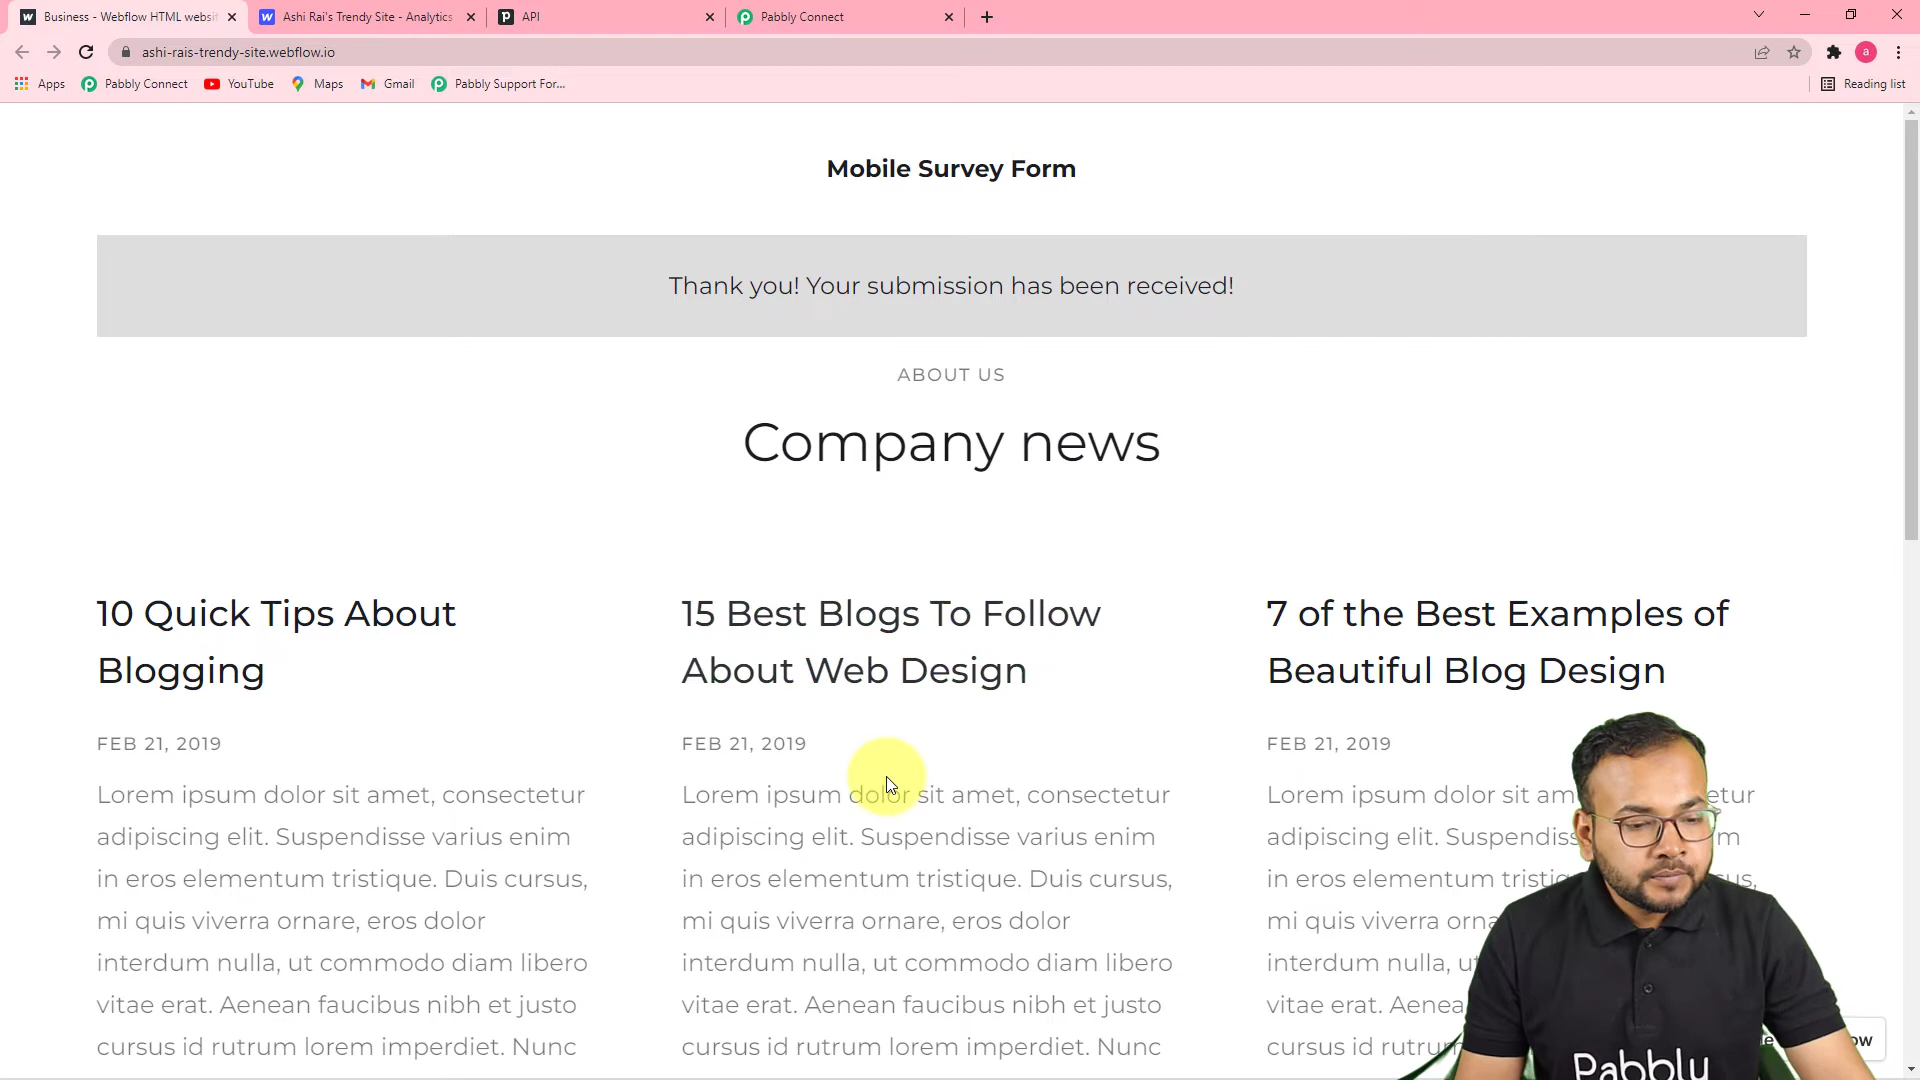 Business - Webflow HTML websit
Ashi Rai's Trendy Site - Analytics
API
Pabbly Connect
ashi-rais-trendy-site.webflow.io
a
Apps
Pabbly Connect
YouTube
Maps
Gmail
Pabbly Support For...
Reading list
Mobile Survey Form
Thank you! Your submission has been received!
ABOUT US
Company news
10 Quick Tips About
Blogging
FEB 21, 2019
Lorem ipsum dolor sit amet, consectetur
adipiscing elit. Suspendisse varius enim
in eros elementum tristique. Duis cursus,
mi quis viverra ornare, eros dolor
interdum nulla, ut commodo diam libero
vitae erat. Aenean faucibus nibh et justo
cursus id rutrum lorem imperdiet. Nunc
15 Best Blogs To Follow
About Web Design
FEB 21, 2019
Lorem ipsum dolor sit amet, consectetur
adipiscing elit. Suspendisse varius enim
in eros elementum tristique. Duis cursus,
mi quis viverra ornare, eros dolor
interdum nulla, ut commodo diam libero
vitae erat. Aenean faucibus nibh et justo
cursus id rutrum lorem imperdiet. Nunc
7 of the Best Examples of
Beautiful Blog Design
FEB 21, 2019
Lorem ipsum dolor sit am etur
adipiscing elit. Suspendiss m
in eros elementum tristiq sus,
mi quis viverra orna
interdum nulla, ut
vitae erat. Aenea
cursus id rutru
ow
Pabbly